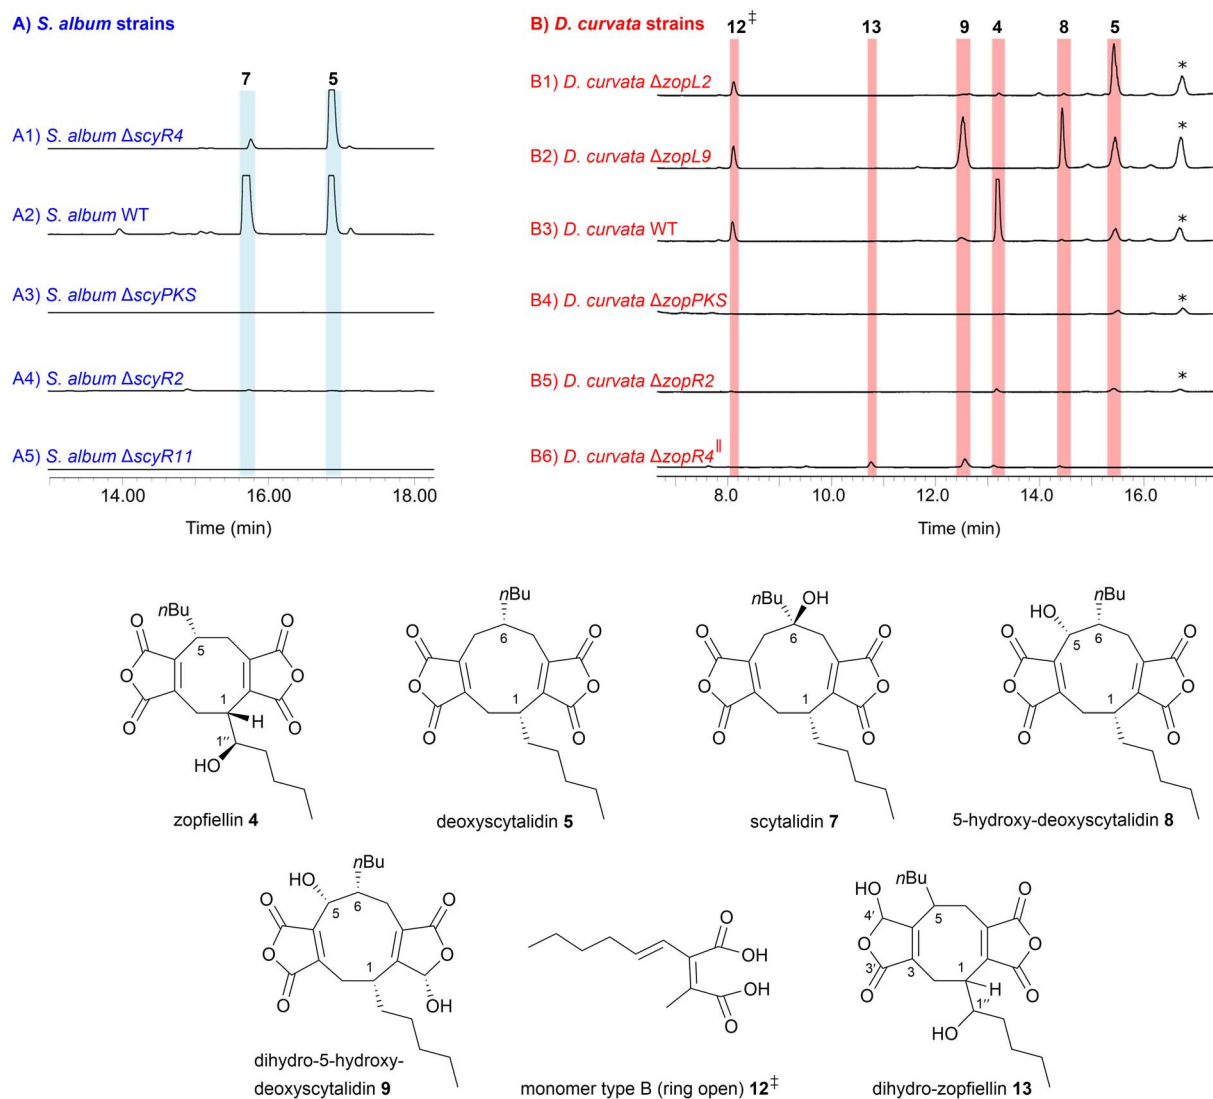 A) S. album strains
7 5
A1) S. album ΔscyR4
A2) S. album WT
A3) S. album ΔscyPKS
A4) S. album ΔscyR2
A5) S. album ΔscyR11
14.00 16.00 18.00
Time (min)
B) D. curvata strains
12‡ 13 9 4 8 5
B1) D. curvata ΔzopL2 *
B2) D. curvata ΔzopL9 *
B3) D. curvata WT *
B4) D. curvata ΔzopPKS *
B5) D. curvata ΔzopR2 *
B6) D. curvata ΔzopR4||
8.0 10.0 12.0 14.0 16.0
Time (min)
nBu
O O
5
O O
1
H
O O
1″
HO
zopfiellin 4
nBu
6
O O
O O
1
O O
deoxyscytalidin 5
nBu OH
6
O O
O O
1
O O
scytalidin 7
nBu
HO
5 6
O O
O O
1
O O
5-hydroxy-deoxyscytalidin 8
nBu
HO
5 6
O O
O O
1
O
OH
dihydro-5-hydroxy-
deoxyscytalidin 9
O
OH
OH
O
monomer type B (ring open) 12‡
nBu
HO
4′ 5
O
O O
3′ 3 1
H
O O
1″
HO
dihydro-zopfiellin 13